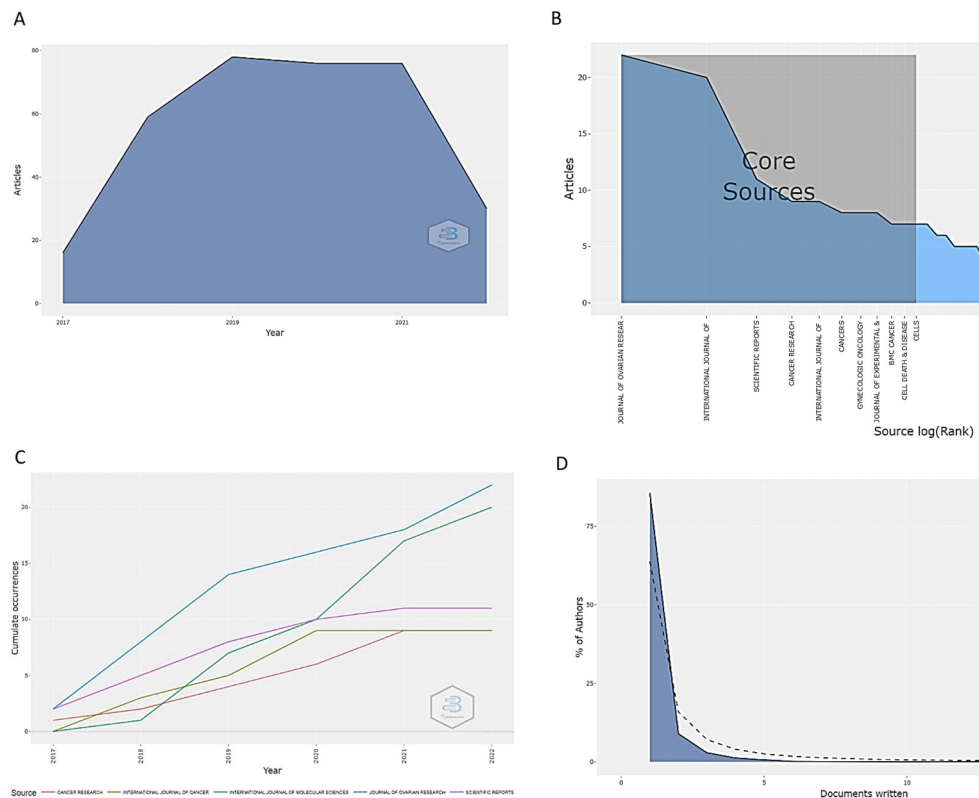 A
80
60
40
20
0
Articles
2017
2019
2021
Year
B
20
15
10
5
0
Articles
Core
Sources
JOURNAL OF OVARIAN RESEAR
INTERNATIONAL JOURNAL OF
SCIENTIFIC REPORTS
CANCER RESEARCH
INTERNATIONAL JOURNAL OF
CANCERS
GYNECOLOGIC ONCOLOGY
JOURNAL OF EXPERIMENTAL &
BMC CANCER
CELL DEATH & DISEASE
CELLS
Source log(Rank)
C
20
15
10
5
0
Cumulate occurrences
2017
2018
2019
2020
2021
2022
Year
Source CANCER RESEARCH INTERNATIONAL JOURNAL OF CANCER INTERNATIONAL JOURNAL OF MOLECULAR SCIENCES JOURNAL OF OVARIAN RESEARCH SCIENTIFIC REPORTS
D
75
50
25
0
% of Authors
0
5
10
Documents written